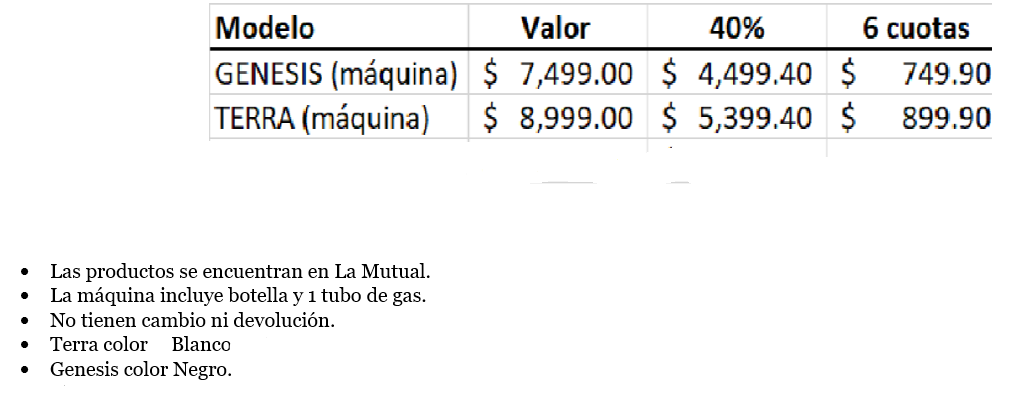 Modelo Valor 40% 6 cuotas
GENESIS (máquina) $ 7,499.00 $ 4,499.40 $ 749.90
TERRA (máquina) $ 8,999.00 $ 5,399.40 $ 899.90
• Las productos se encuentran en La Mutual.
• La máquina incluye botella y 1 tubo de gas.
• No tienen cambio ni devolución.
• Terra color Blanco
• Genesis color Negro.